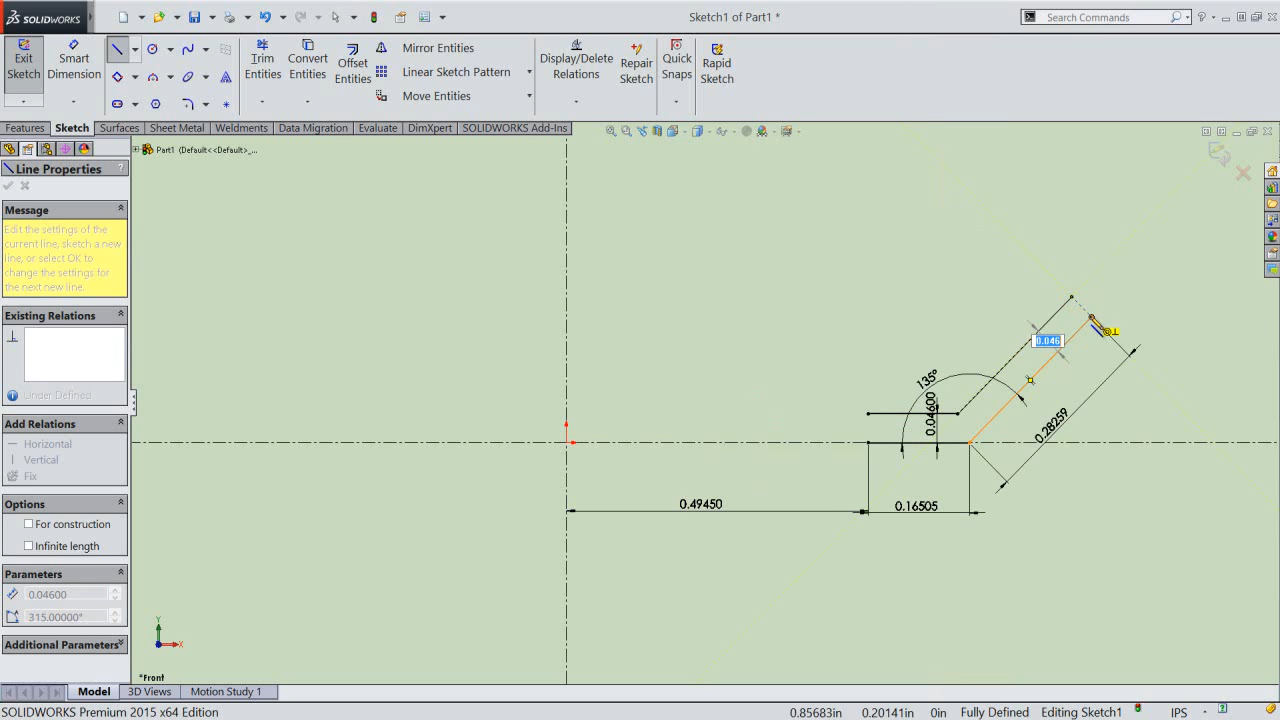 SOLIDWORKS
Sketch1 of Part1 *
Search Commands
Exit Sketch
Smart Dimension
Trim Entities
Convert Entities
Offset Entities
Mirror Entities
Linear Sketch Pattern
Move Entities
Display/Delete Relations
Repair Sketch
Quick Snaps
Rapid Sketch
Features Sketch Surfaces Sheet Metal Weldments Data Migration Evaluate DimXpert SOLIDWORKS Add-Ins
Part1 (Default<<Default>_...
Line Properties ?
Message
Edit the settings of the
current line, sketch a new
line, or select OK to
change the settings for
the next new line.
Existing Relations
Under Defined
Add Relations
Horizontal
Vertical
Fix
Options
For construction
Infinite length
Parameters
0.04600
315.00000°
Additional Parameters
0.046
135°
0.04600
0.28259
0.49450
0.16505
Y
X
*Front
Model 3D Views Motion Study 1
SOLIDWORKS Premium 2015 x64 Edition
0.85683in 0.20141in 0in Fully Defined Editing Sketch1 IPS